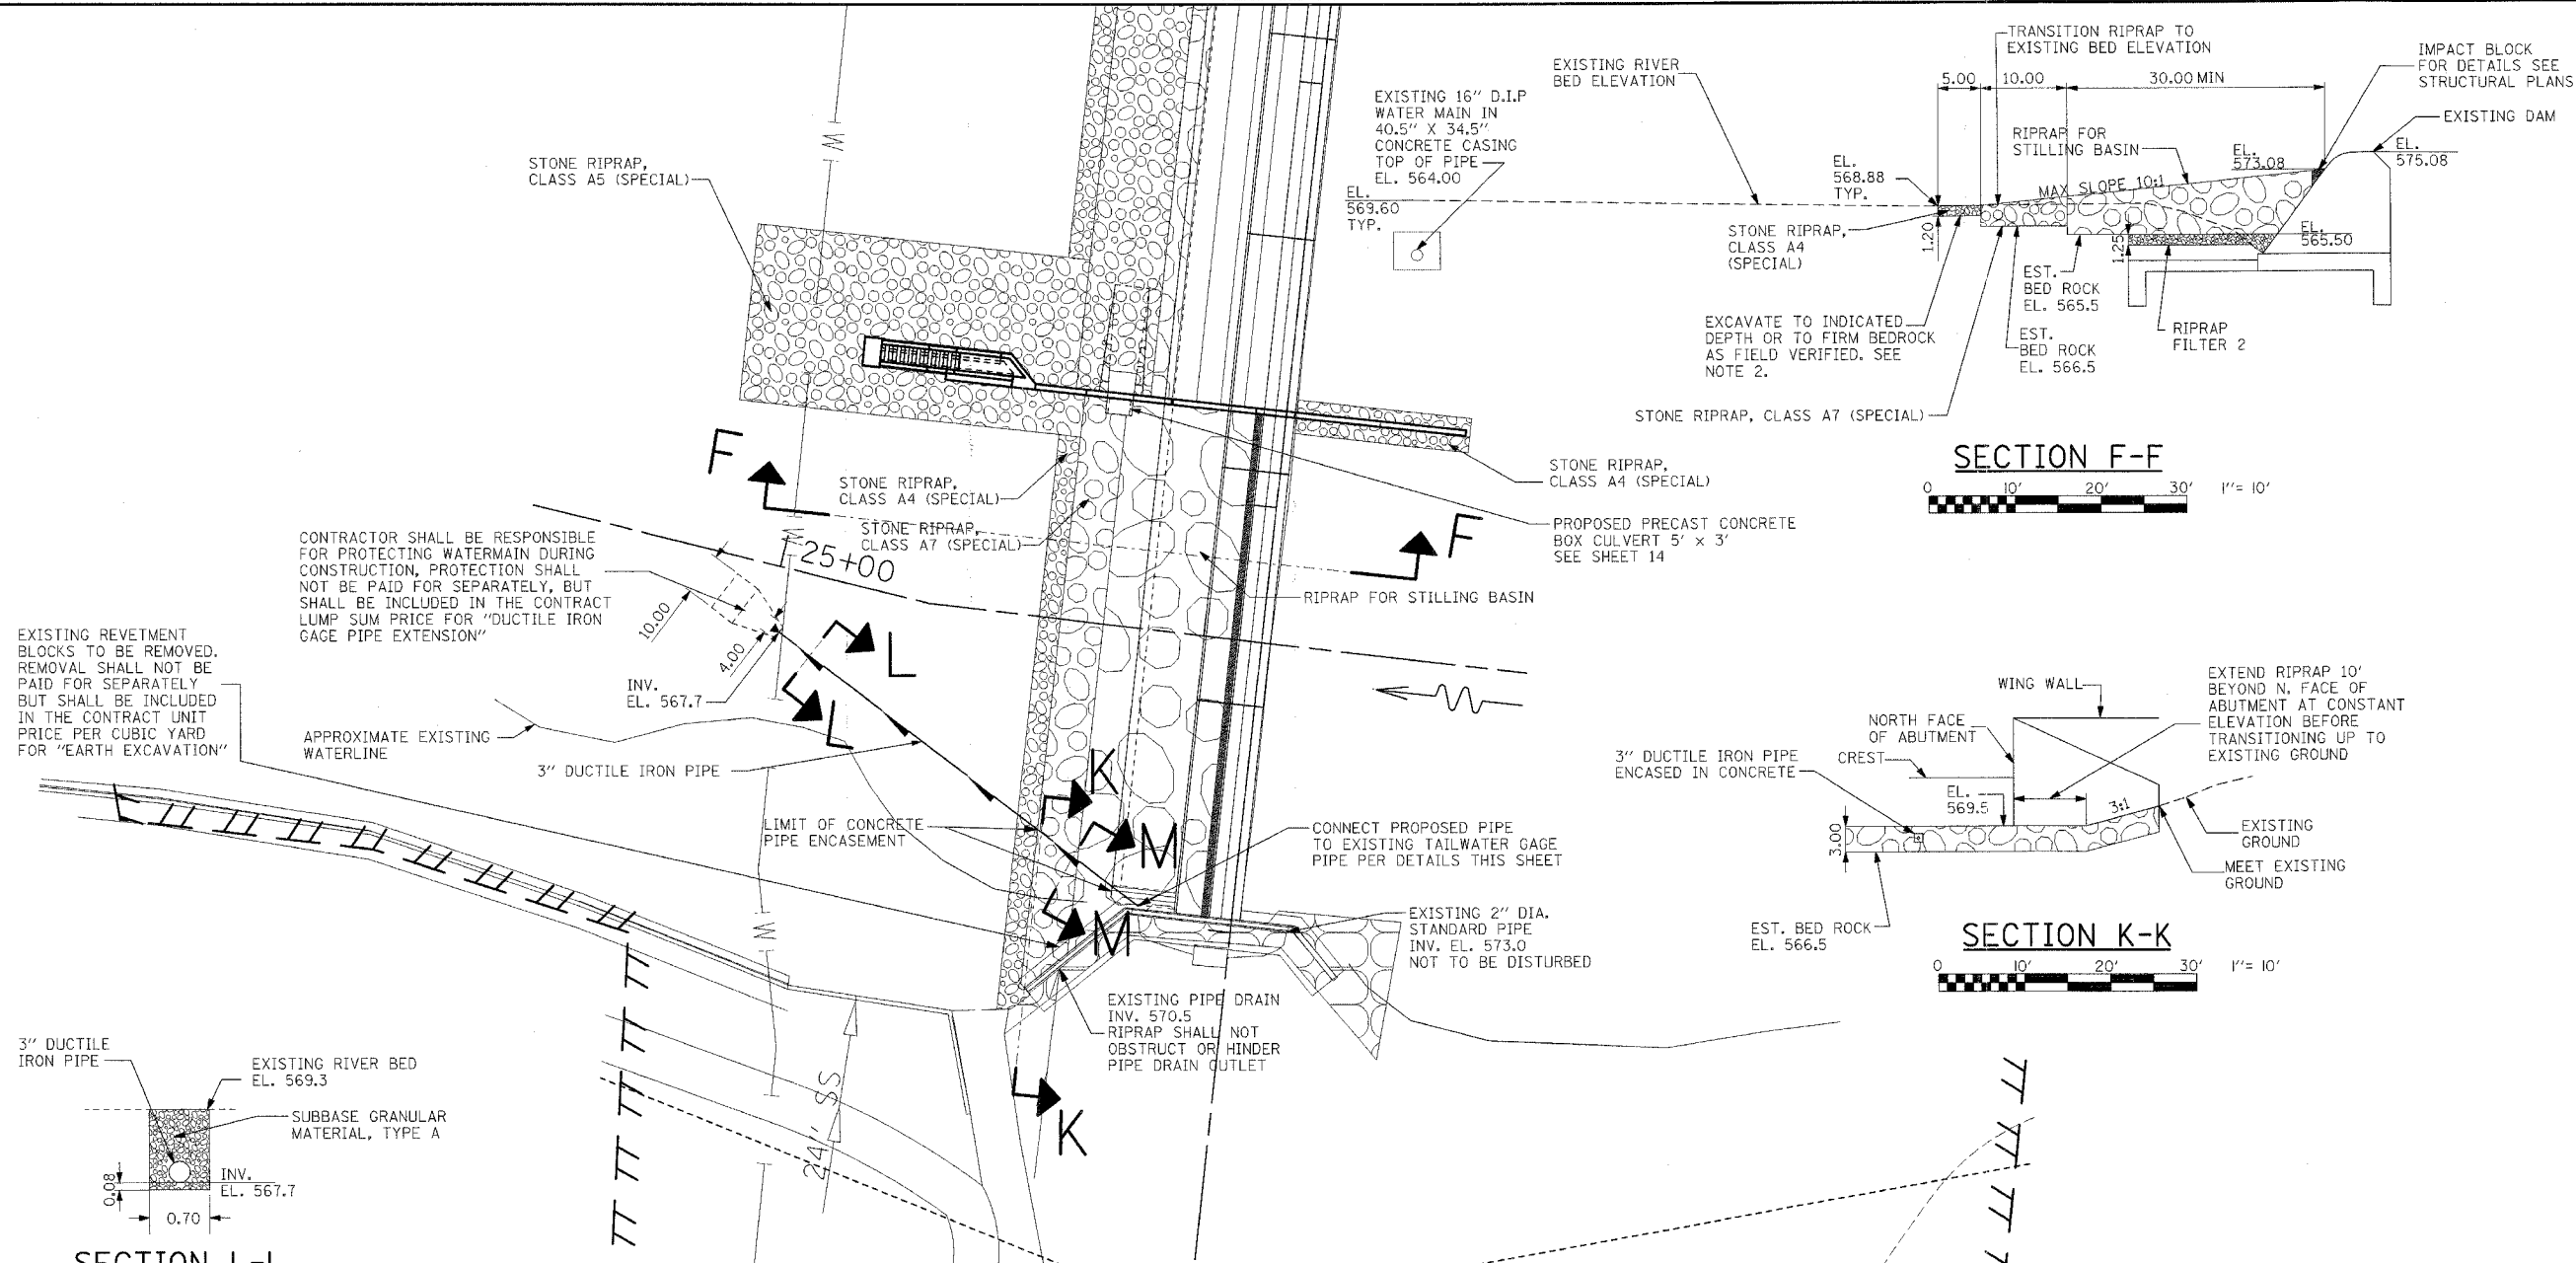 STONE RIPRAP,
CLASS A5 (SPECIAL)
W
EXISTING 16" D.I.P
WATER MAIN IN
40.5" X 34.5"
CONCRETE CASING
TOP OF PIPE
EL. 564.00
EXISTING RIVER
BED ELEVATION
TRANSITION RIPRAP TO
EXISTING BED ELEVATION
IMPACT BLOCK
FOR DETAILS SEE
STRUCTURAL PLANS
5.00
10.00
30.00 MIN
EXISTING DAM
RIPRAP FOR
STILLING BASIN
EL.
573.08
EL.
575.08
EL.
568.88
TYP.
MAX SLOPE 10:1
EL.
569.60
TYP.
STONE RIPRAP,
CLASS A4
(SPECIAL)
1.20
1.25
EL.
565.50
EST.
BED ROCK
EL. 565.5
RIPRAP
FILTER 2
EXCAVATE TO INDICATED
DEPTH OR TO FIRM BEDROCK
AS FIELD VERIFIED. SEE
NOTE 2.
EST.
BED ROCK
EL. 566.5
STONE RIPRAP, CLASS A7 (SPECIAL)
SECTION F-F
0 10' 20' 30' 1"= 10'
F
STONE RIPRAP,
CLASS A4 (SPECIAL)
STONE RIPRAP,
CLASS A7 (SPECIAL)
STONE RIPRAP,
CLASS A4 (SPECIAL)
F
PROPOSED PRECAST CONCRETE
BOX CULVERT 5' x 3'
SEE SHEET 14
RIPRAP FOR STILLING BASIN
W
25+00
CONTRACTOR SHALL BE RESPONSIBLE
FOR PROTECTING WATERMAIN DURING
CONSTRUCTION, PROTECTION SHALL
NOT BE PAID FOR SEPARATELY, BUT
SHALL BE INCLUDED IN THE CONTRACT
LUMP SUM PRICE FOR "DUCTILE IRON
GAGE PIPE EXTENSION"
10.00
4.00
L
L
INV.
EL. 567.7
EXISTING REVETMENT
BLOCKS TO BE REMOVED.
REMOVAL SHALL NOT BE
PAID FOR SEPARATELY
BUT SHALL BE INCLUDED
IN THE CONTRACT UNIT
PRICE PER CUBIC YARD
FOR "EARTH EXCAVATION"
APPROXIMATE EXISTING
WATERLINE
3" DUCTILE IRON PIPE
K
M
LIMIT OF CONCRETE
PIPE ENCASEMENT
CONNECT PROPOSED PIPE
TO EXISTING TAILWATER GAGE
PIPE PER DETAILS THIS SHEET
M
W
EXISTING 2" DIA.
STANDARD PIPE
INV. EL. 573.0
NOT TO BE DISTURBED
EXISTING PIPE DRAIN
INV. 570.5
RIPRAP SHALL NOT
OBSTRUCT OR HINDER
PIPE DRAIN OUTLET
K
24" SS
W
WING WALL
NORTH FACE
OF ABUTMENT
EXTEND RIPRAP 10'
BEYOND N. FACE OF
ABUTMENT AT CONSTANT
ELEVATION BEFORE
TRANSITIONING UP TO
EXISTING GROUND
3" DUCTILE IRON PIPE
ENCASED IN CONCRETE
CREST
EL.
569.5
3:1
3.00
EXISTING
GROUND
MEET EXISTING
GROUND
EST. BED ROCK
EL. 566.5
SECTION K-K
0 10' 20' 30' 1"= 10'
3" DUCTILE
IRON PIPE
EXISTING RIVER BED
EL. 569.3
SUBBASE GRANULAR
MATERIAL, TYPE A
INV.
EL. 567.7
0.08
0.70
SECTION L-L